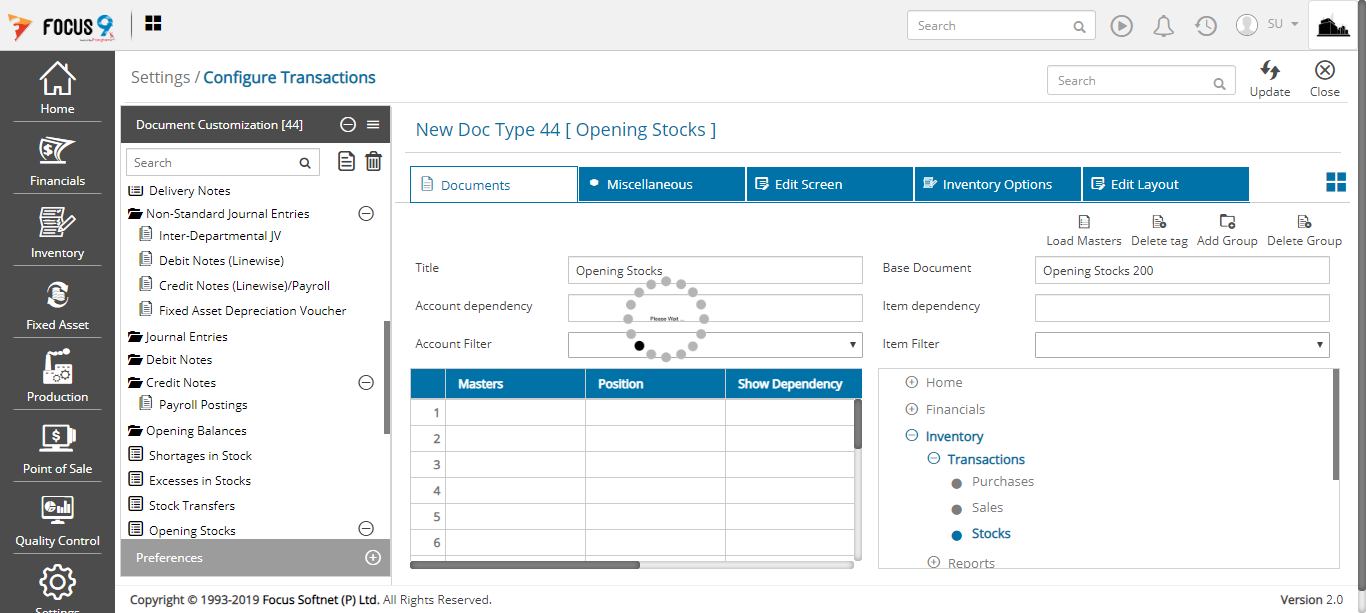 FOCUS 9
Search
SU
Home
Financials
Inventory
Fixed Asset
Production
Point of Sale
Quality Control
Settings
Settings / Configure Transactions
Search
Update
Close
Document Customization [44]
Search
Delivery Notes
Non-Standard Journal Entries
Inter-Departmental JV
Debit Notes (Linewise)
Credit Notes (Linewise)/Payroll
Fixed Asset Depreciation Voucher
Journal Entries
Debit Notes
Credit Notes
Payroll Postings
Opening Balances
Shortages in Stock
Excesses in Stocks
Stock Transfers
Opening Stocks
Preferences
New Doc Type 44 [ Opening Stocks ]
Documents
Miscellaneous
Edit Screen
Inventory Options
Edit Layout
Load Masters
Delete tag
Add Group
Delete Group
Title
Opening Stocks
Base Document
Opening Stocks 200
Account dependency
Please Wait ...
Item dependency
Account Filter
Item Filter
Masters Position Show Dependency
1
2
3
4
5
6
Home
Financials
Inventory
Transactions
Purchases
Sales
Stocks
Reports
Copyright © 1993-2019 Focus Softnet (P) Ltd. All Rights Reserved.
Version 2.0